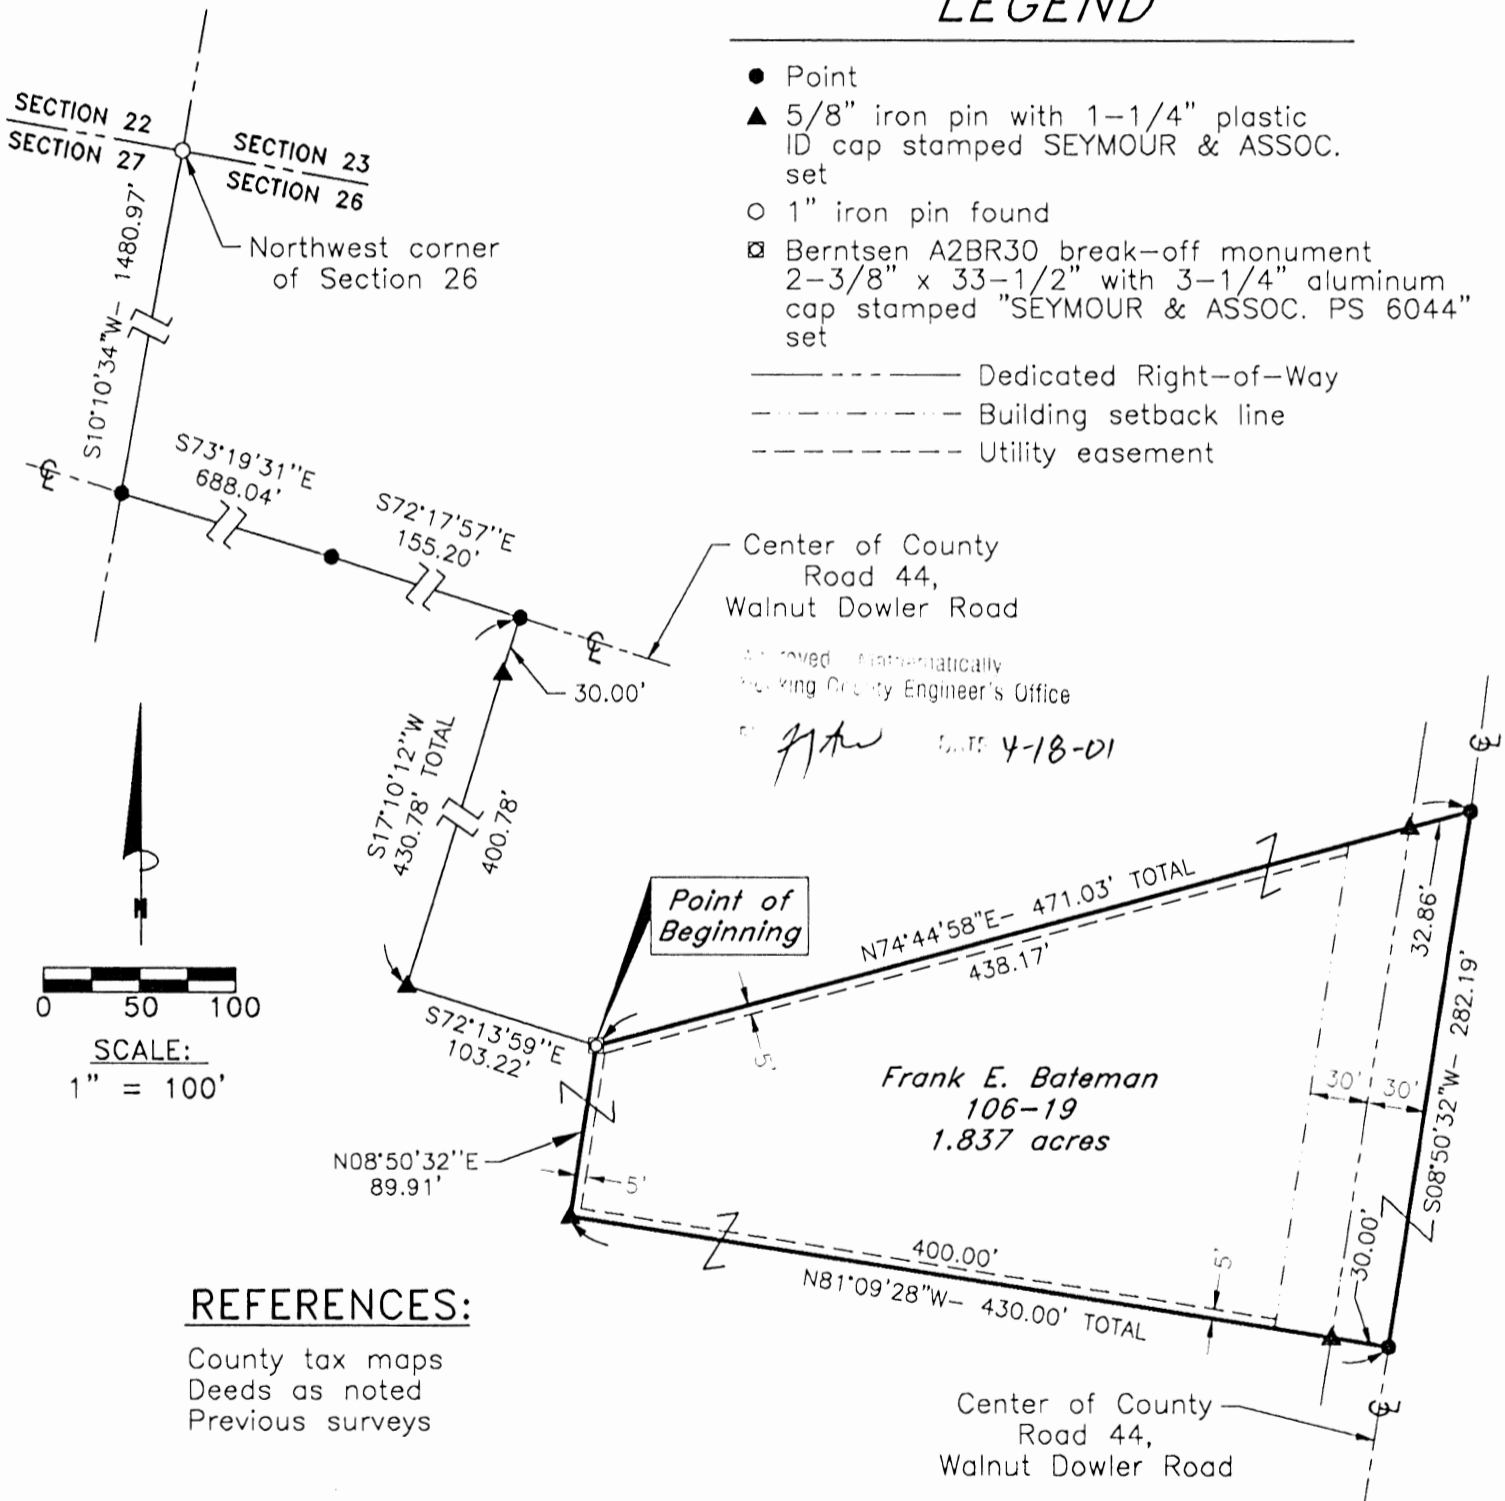 LEGEND
Point
5/8" iron pin with 1-1/4" plastic
ID cap stamped SEYMOUR & ASSOC.
set
1" iron pin found
Berntsen A2BR30 break-off monument
2-3/8" x 33-1/2" with 3-1/4" aluminum
cap stamped "SEYMOUR & ASSOC. PS 6044"
set
Dedicated Right-of-Way
Building setback line
Utility easement
SECTION 22
SECTION 27
SECTION 23
SECTION 26
Northwest corner
of Section 26
S10°10'34"W- 1480.97'
S73°19'31"E
688.04'
S72°17'57"E
155.20'
Center of County
Road 44,
Walnut Dowler Road
30.00'
County Engineer's Office
4-18-01
S17°10'12"W
430.78' TOTAL
400.78'
Point of
Beginning
S72°13'59"E
103.22'
N74°44'58"E- 471.03' TOTAL
438.17'
32.86'
S08°50'32"W- 282.19'
5'
Frank E. Bateman
106-19
1.837 acres
30'
30'
N08°50'32"E
89.91'
5'
400.00'
N81°09'28"W- 430.00' TOTAL
5'
30.00'
N
0 50 100
SCALE:
1" = 100'
REFERENCES:
County tax maps
Deeds as noted
Previous surveys
Center of County
Road 44,
Walnut Dowler Road